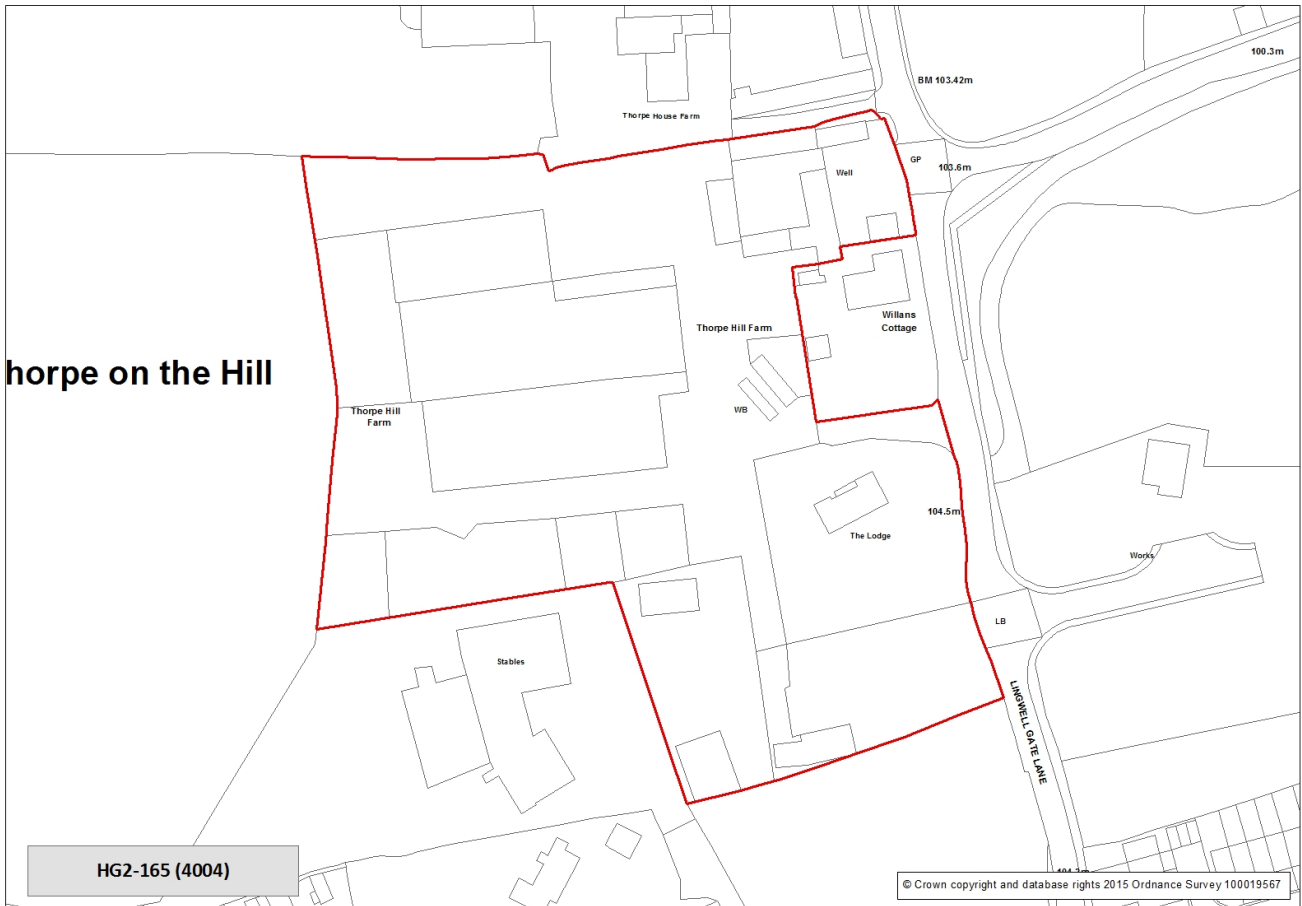 100.3m
BM 103.42m
Thorpe House Farm
GP
103.6m
Well
Willans
Cottage
Thorpe Hill Farm
horpe on the Hill
WB
Thorpe Hill
Farm
104.5m
The Lodge
Works
LB
Stables
LINGWELL GATE LANE
HG2-165 (4004)
© Crown copyright and database rights 2015 Ordnance Survey 100019567